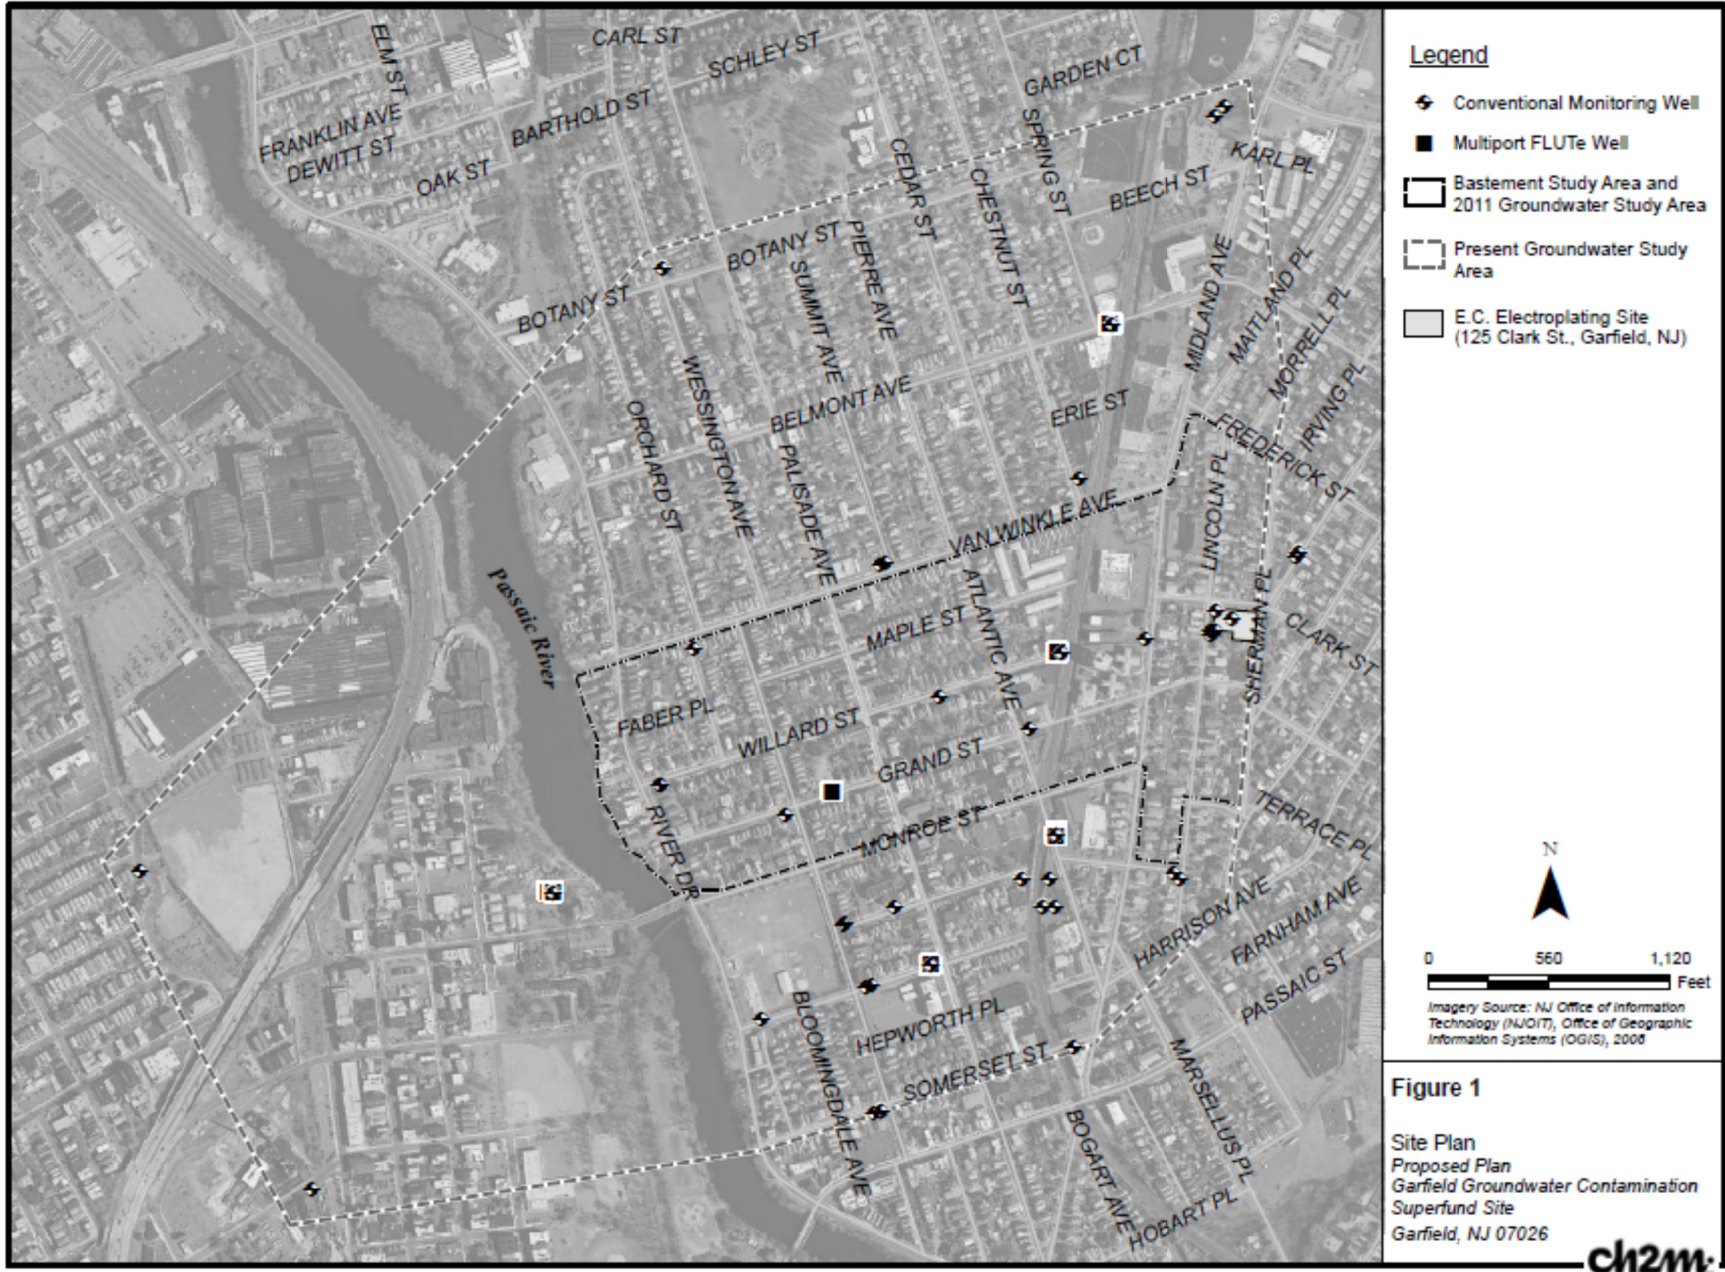 ELM ST
CARL ST
SCHLEY ST
GARDEN CT
FRANKLIN AVE
BARTHOLD ST
DEWITT ST
OAK ST
SPRING ST
CEDAR ST
CHESTNUT ST
KARL PL
BEECH ST
BOTANY ST
PIERRE AVE
SUMMIT AVE
BOTANY ST
MIDLAND AVE
MAITLAND PL
MORRELL PL
IRVING PL
WESSINGTON AVE
BELMONT AVE
ORCHARD ST
PALISADE AVE
ERIE ST
FREDERICK ST
LINCOLN PL
VAN WINKLE AVE
Passaic River
ATLANTIC AVE
MAPLE ST
SHERMAN PL
CLARK ST
FABER PL
WILLARD ST
GRAND ST
RIVER DR
MONROE ST
TERRACE PL
HARRISON AVE
FARNHAM AVE
PASSAIC ST
BLOOMINGDALE AVE
HEPWORTH PL
SOMERSET ST
MARSELLUS PL
BOGART AVE
HOBART PL
Legend
Conventional Monitoring Well
Multiport FLUTe Well
Bastement Study Area and
2011 Groundwater Study Area
Present Groundwater Study
Area
E.C. Electroplating Site
(125 Clark St., Garfield, NJ)
N
0 560 1,120
Feet
Imagery Source: NJ Office of Information
Technology (NJOIT), Office of Geographic
Information Systems (OGIS), 2006
Figure 1
Site Plan
Proposed Plan
Garfield Groundwater Contamination
Superfund Site
Garfield, NJ 07026
ch2m: